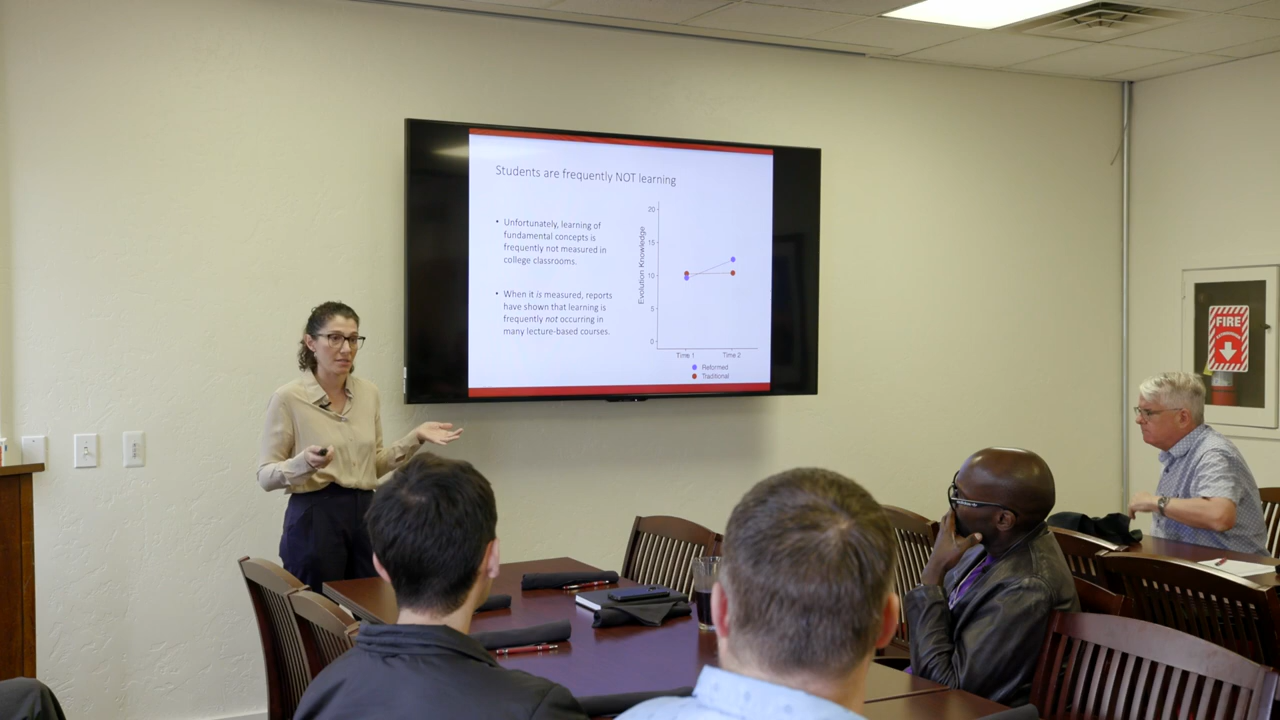 Students are frequently NOT learning
• Unfortunately, learning of
fundamental concepts is
frequently not measured in
college classrooms.
• When it is measured, reports
have shown that learning is
frequently not occurring in
many lecture-based courses.
Evolution Knowledge
20
15
10
5
0
Time 1 Time 2
Reformed
Traditional
FIRE